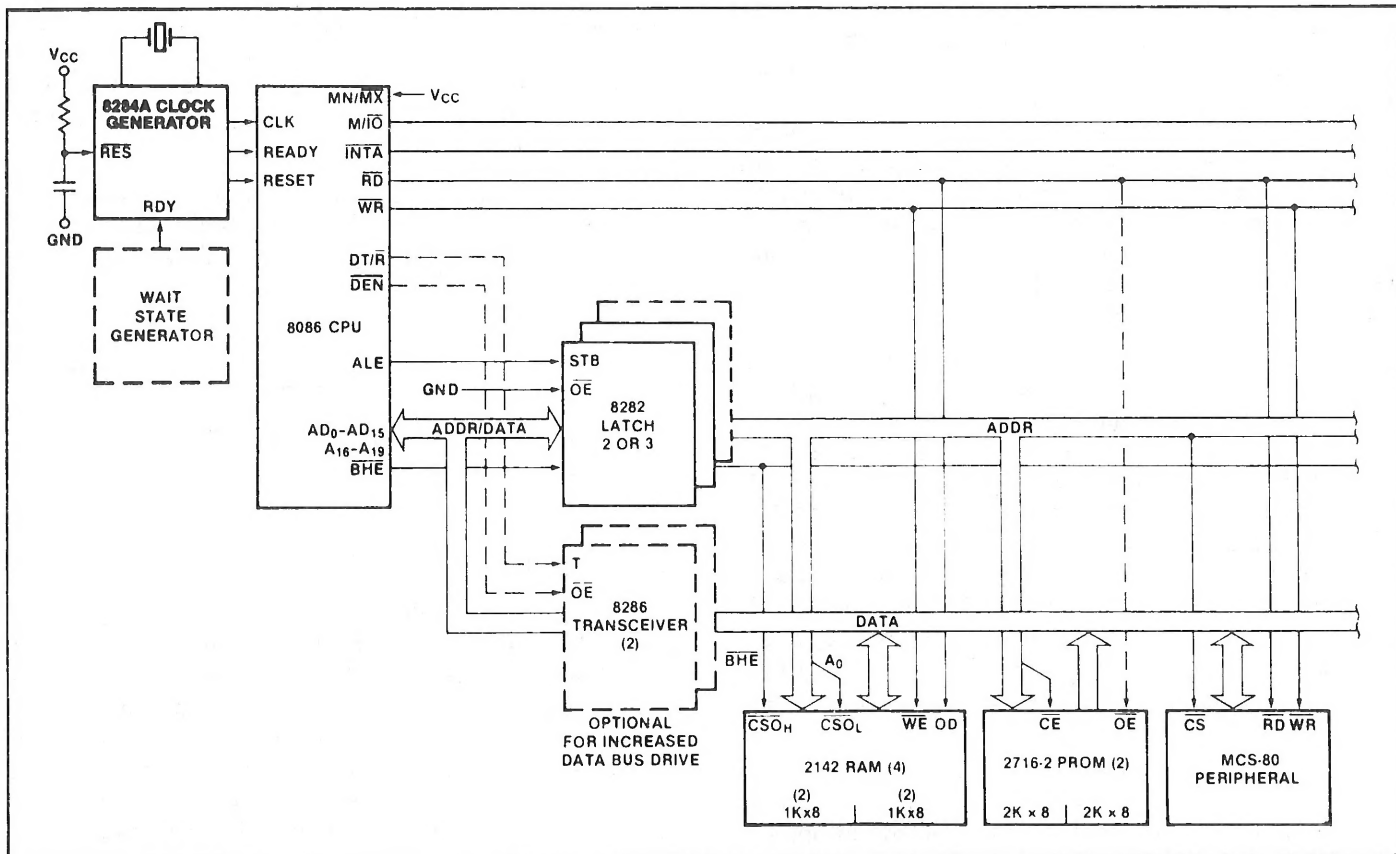 VCC
8284A CLOCK
GENERATOR
RES
RDY
GND
WAIT
STATE
GENERATOR
CLK
READY
RESET
MN/MX
VCC
M/IO
INTA
RD
WR
DT/R
DEN
8086 CPU
ALE
AD0-AD15
A16-A19
BHE
GND
ADDR/DATA
STB
OE
8282
LATCH
2 OR 3
ADDR
T
OE
8286
TRANSCEIVER
(2)
OPTIONAL
FOR INCREASED
DATA BUS DRIVE
DATA
BHE
A0
CSOH
CSOL
WE OD
2142 RAM (4)
(2)
1Kx8
(2)
1Kx8
CE
OE
2716-2 PROM (2)
2K × 8
2K × 8
CS
RD WR
MCS-80
PERIPHERAL